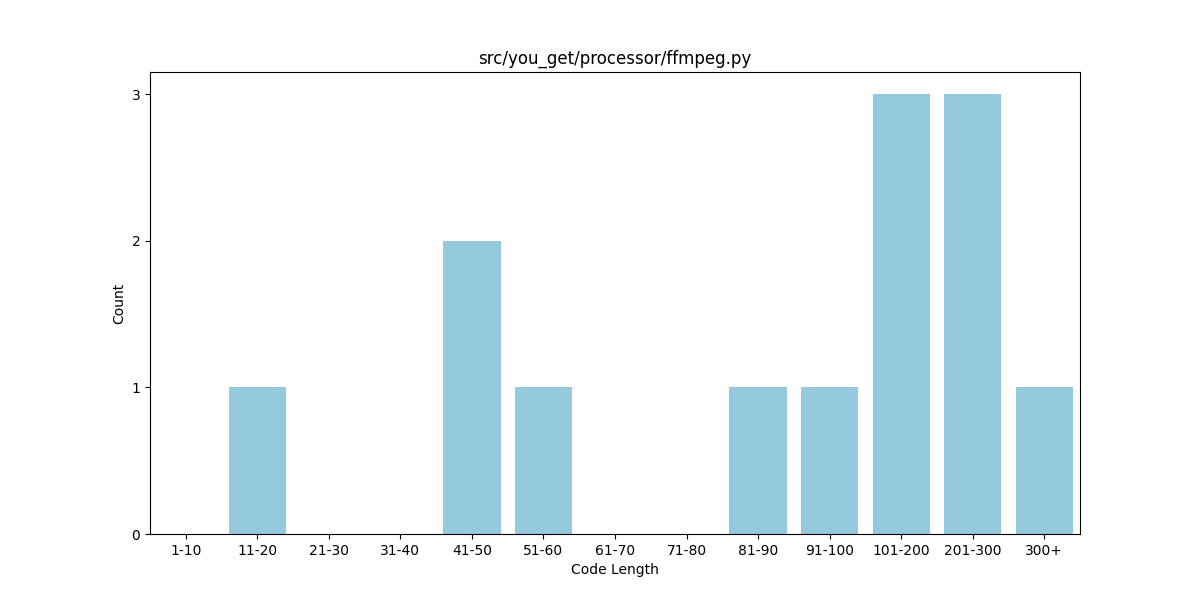 src/you_get/processor/ffmpeg.py
3
2
1
0
Count
1-10 11-20 21-30 31-40 41-50 51-60 61-70 71-80 81-90 91-100 101-200 201-300 300+
Code Length